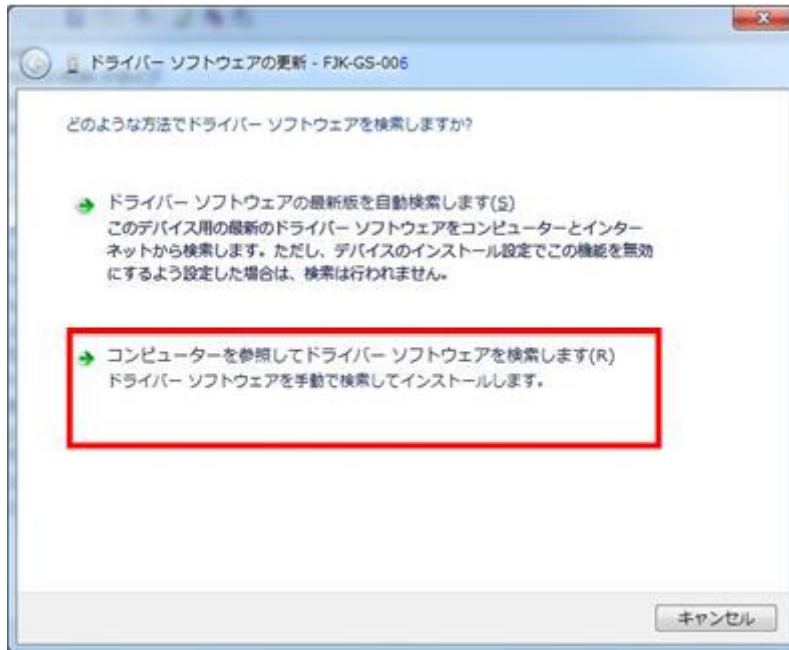 ドライバー ソフトウェアの更新 - FJK-GS-006
どのような方法でドライバー ソフトウェアを検索しますか?
ドライバー ソフトウェアの最新版を自動検索します(S)
このデバイス用の最新のドライバー ソフトウェアをコンピューターとインター
ネットから検索します。ただし、デバイスのインストール設定でこの機能を無効
にするよう設定した場合は、検索は行われません。
コンピューターを参照してドライバー ソフトウェアを検索します(R)
ドライバー ソフトウェアを手動で検索してインストールします。
キャンセル